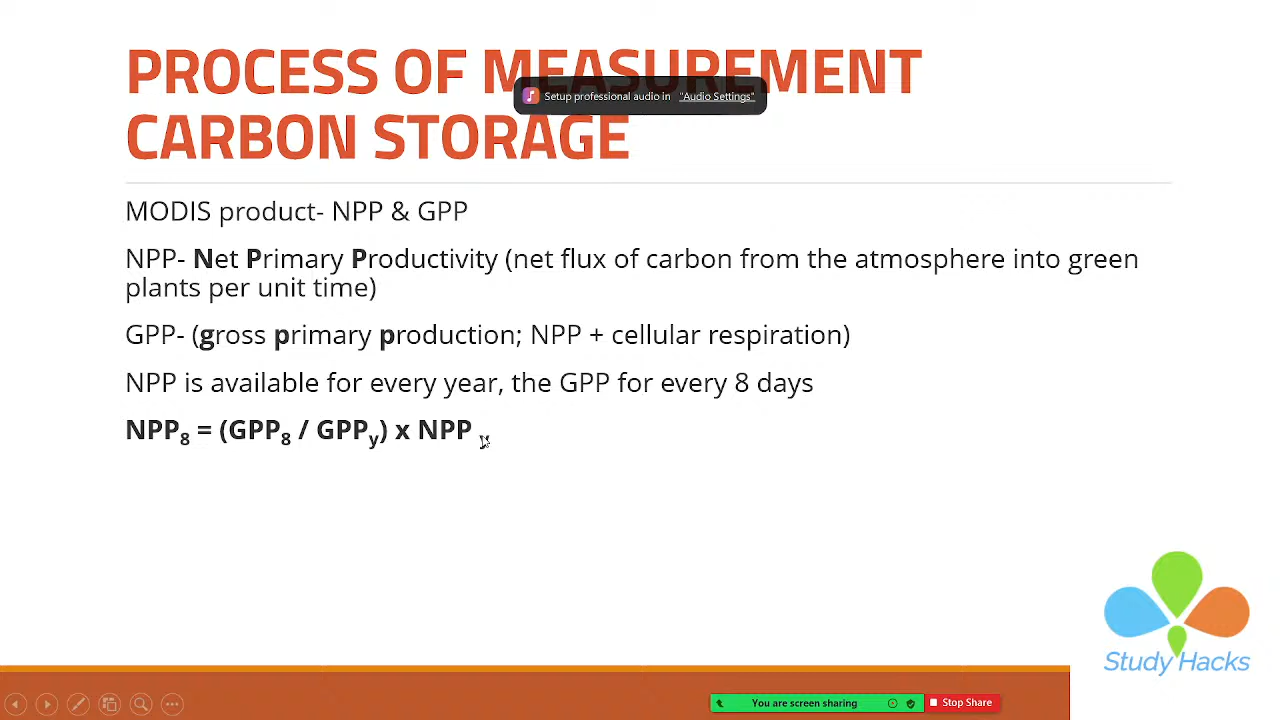 PROCESS OF MEASUREMENT
Setup professional audio in "Audio Settings"
CARBON STORAGE
MODIS product- NPP & GPP
NPP- Net Primary Productivity (net flux of carbon from the atmosphere into green
plants per unit time)
GPP- (gross primary production; NPP + cellular respiration)
NPP is available for every year, the GPP for every 8 days
NPP₈ = (GPP₈ / GPPy) x NPP y
Study Hacks
You are screen sharing
Stop Share